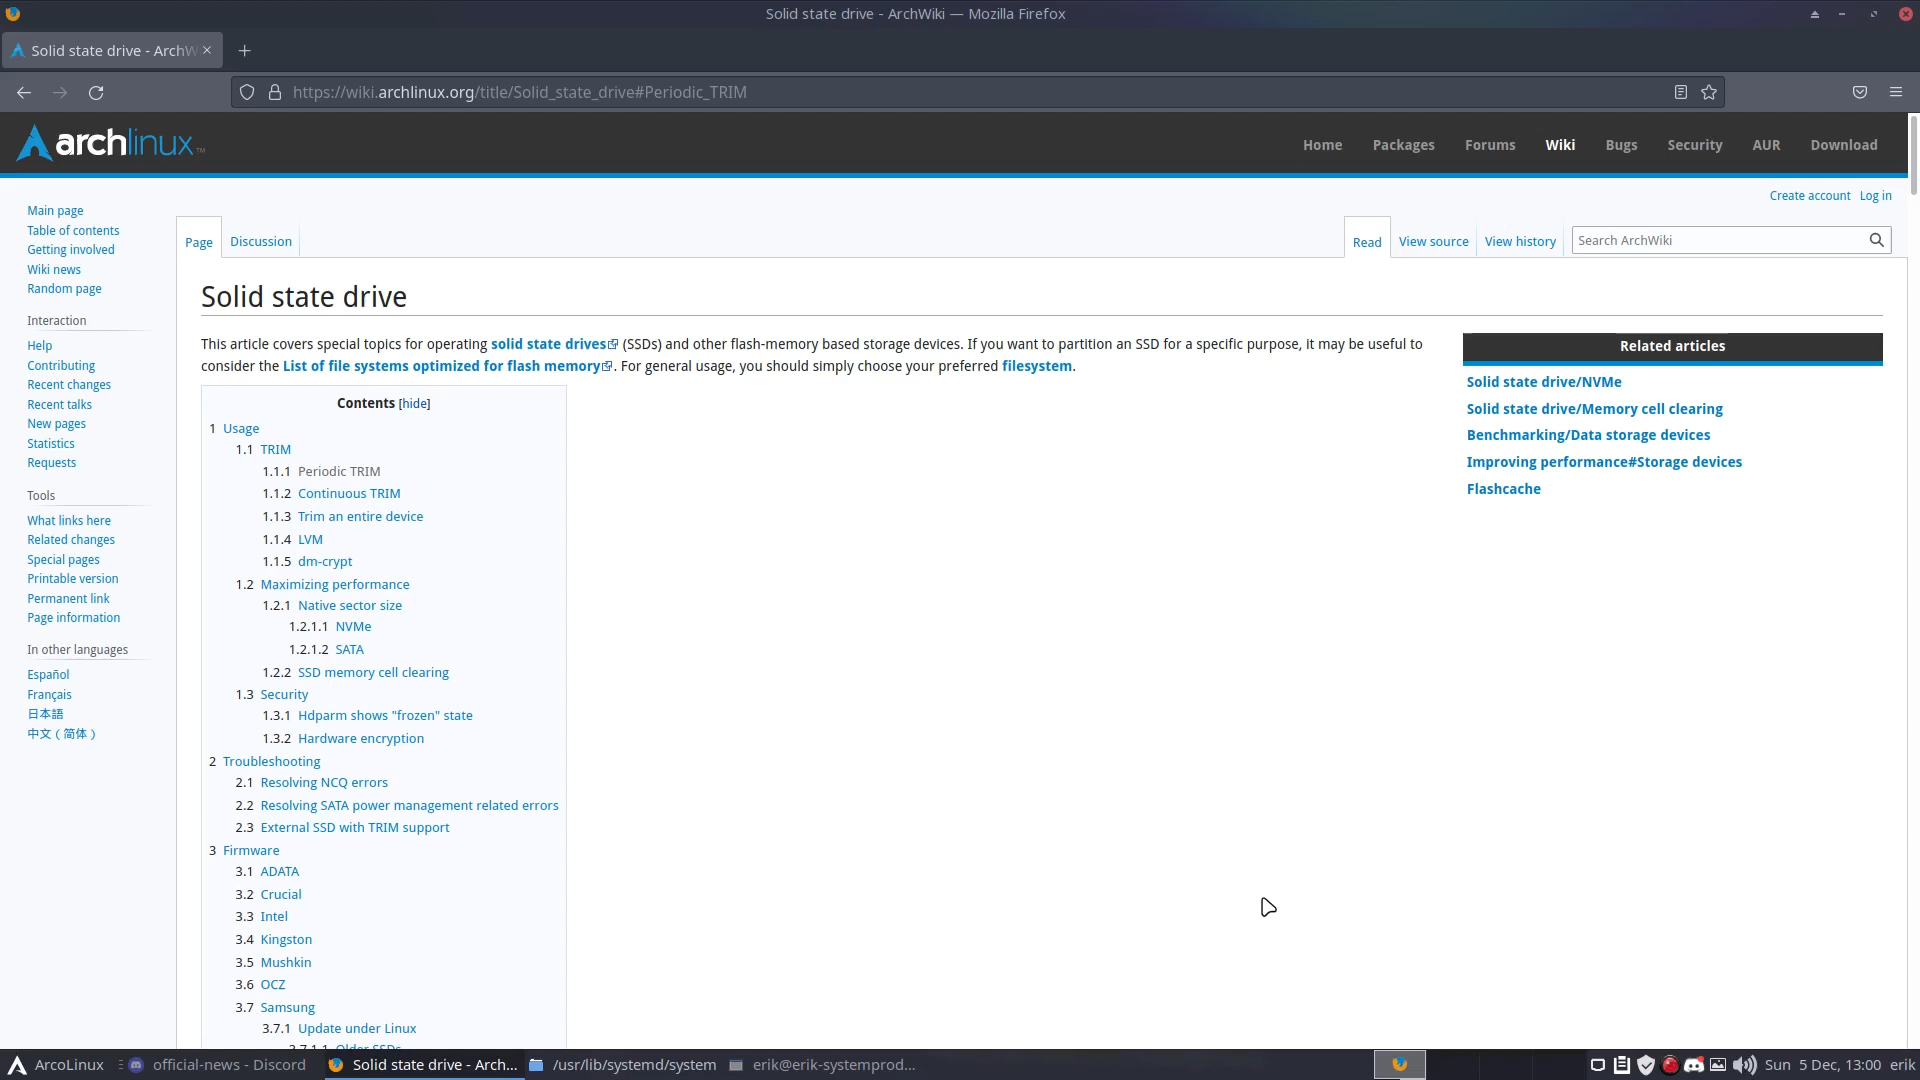 Solid state drive - ArchWiki — Mozilla Firefox
Solid state drive - ArchW
https://wiki.archlinux.org/title/Solid_state_drive#Periodic_TRIM
archlinux™
Home Packages Forums Wiki Bugs Security AUR Download
Create account Log in
Main page
Table of contents
Getting involved
Wiki news
Random page
Interaction
Help
Contributing
Recent changes
Recent talks
New pages
Statistics
Requests
Tools
What links here
Related changes
Special pages
Printable version
Permanent link
Page information
In other languages
Español
Français
日本語
中文（简体）
Page Discussion
Read View source View history Search ArchWiki
Solid state drive
This article covers special topics for operating solid state drives (SSDs) and other flash-memory based storage devices. If you want to partition an SSD for a specific purpose, it may be useful to
consider the List of file systems optimized for flash memory. For general usage, you should simply choose your preferred filesystem.
Contents [hide]
1 Usage
1.1 TRIM
1.1.1 Periodic TRIM
1.1.2 Continuous TRIM
1.1.3 Trim an entire device
1.1.4 LVM
1.1.5 dm-crypt
1.2 Maximizing performance
1.2.1 Native sector size
1.2.1.1 NVMe
1.2.1.2 SATA
1.2.2 SSD memory cell clearing
1.3 Security
1.3.1 Hdparm shows "frozen" state
1.3.2 Hardware encryption
2 Troubleshooting
2.1 Resolving NCQ errors
2.2 Resolving SATA power management related errors
2.3 External SSD with TRIM support
3 Firmware
3.1 ADATA
3.2 Crucial
3.3 Intel
3.4 Kingston
3.5 Mushkin
3.6 OCZ
3.7 Samsung
3.7.1 Update under Linux
3.7.1.1 Older SSDs
Related articles
Solid state drive/NVMe
Solid state drive/Memory cell clearing
Benchmarking/Data storage devices
Improving performance#Storage devices
Flashcache
ArcoLinux official-news - Discord Solid state drive - Arch... /usr/lib/systemd/system erik@erik-systemprod... Sun 5 Dec, 13:00 erik